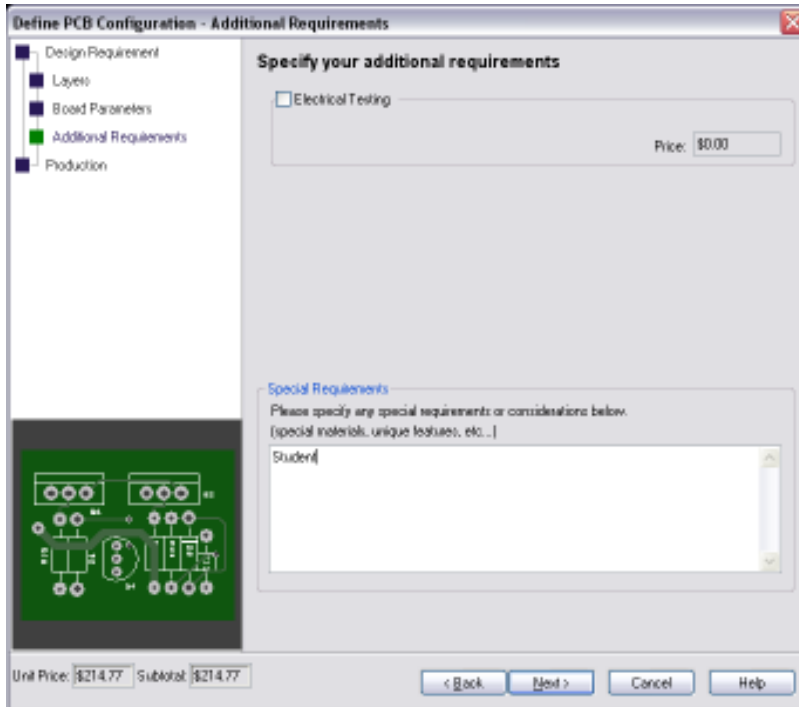 Define PCB Configuration - Additional Requirements
Design Requirement
Layers
Board Parameters
Additional Requirements
Production
Specify your additional requirements
Electrical Testing
Price: $0.00
Special Requirements
Please specify any special requirements or considerations below.
(special materials, unique features, etc...)
Student
Unit Price: $214.77 Subtotal: $214.77
< Back Next > Cancel Help